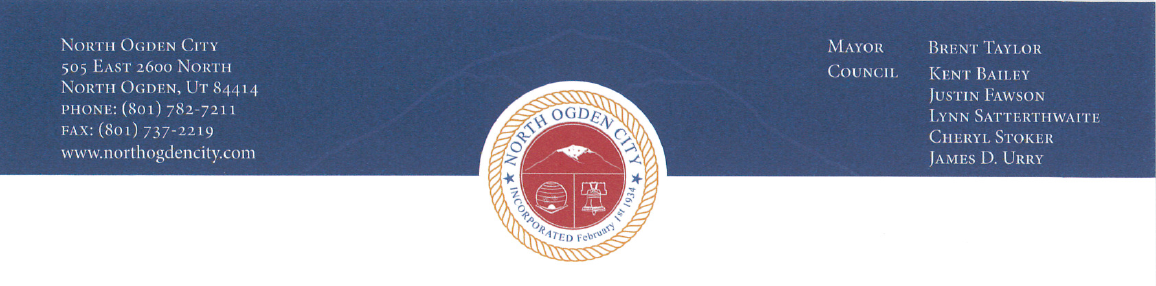 North Ogden City
505 East 2600 North
North Ogden, Ut 84414
phone: (801) 782-7211
fax: (801) 737-2219
www.northogdencity.com
NORTH OGDEN CITY
INCORPORATED February 1st 1934
Mayor Brent Taylor
Council Kent Bailey
Justin Fawson
Lynn Satterthwaite
Cheryl Stoker
James D. Urry